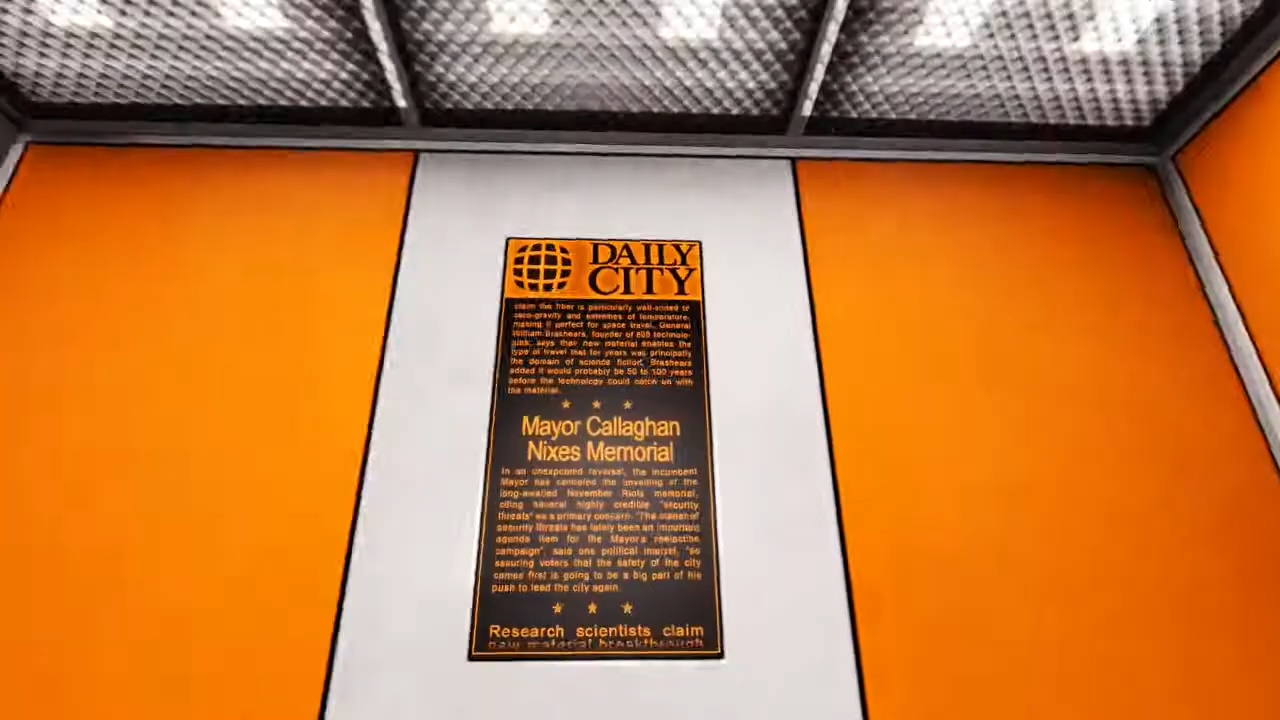 DAILY
CITY
claim the fiber is particularly well-suited to
zero-gravity and extremes of temperature,
making it perfect for space travel. General
William Brashears, founder of
says their new material enables the
type of travel that for years was principally
the domain of science fiction. Brashears
added it would probably be 50 to 100 years
before the technology could catch up with
the material.
Mayor Callaghan
Nixes Memorial
In an unexpected reversal, the incumbent
Mayor has canceled the unveiling of the
long-awaited November Riots memorial,
citing several highly credible "security
threats" as a primary concern. "The matter of
security threats has lately been an important
agenda item for the Mayor's reelection
campaign", said one political insider, "so
assuring voters that the safety of the city
comes first is going to be a big part of his
push to lead the city again.
Research scientists claim
new material breakthrough